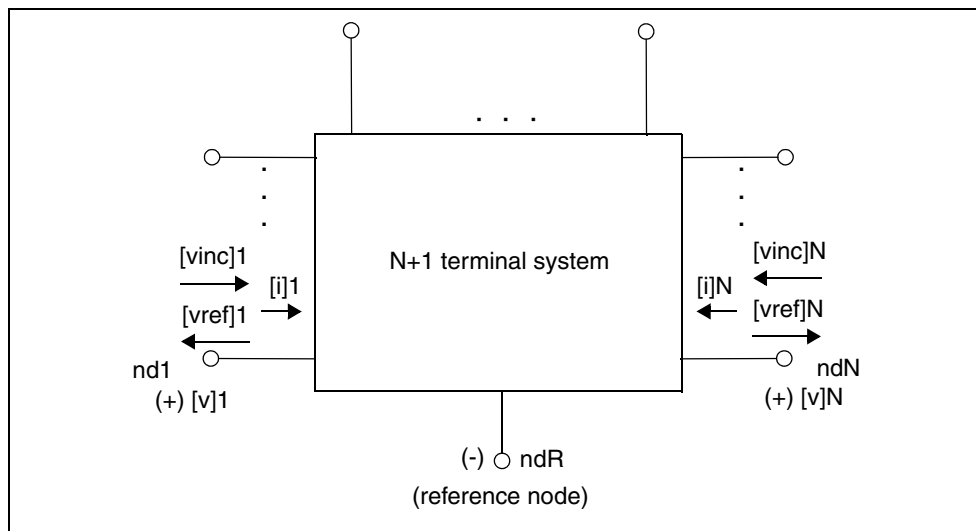 . . .
N+1 terminal system
[vinc]1
[i]1
[vref]1
nd1
(+) [v]1
[vinc]N
[i]N
[vref]N
ndN
(+) [v]N
(-) ndR
(reference node)